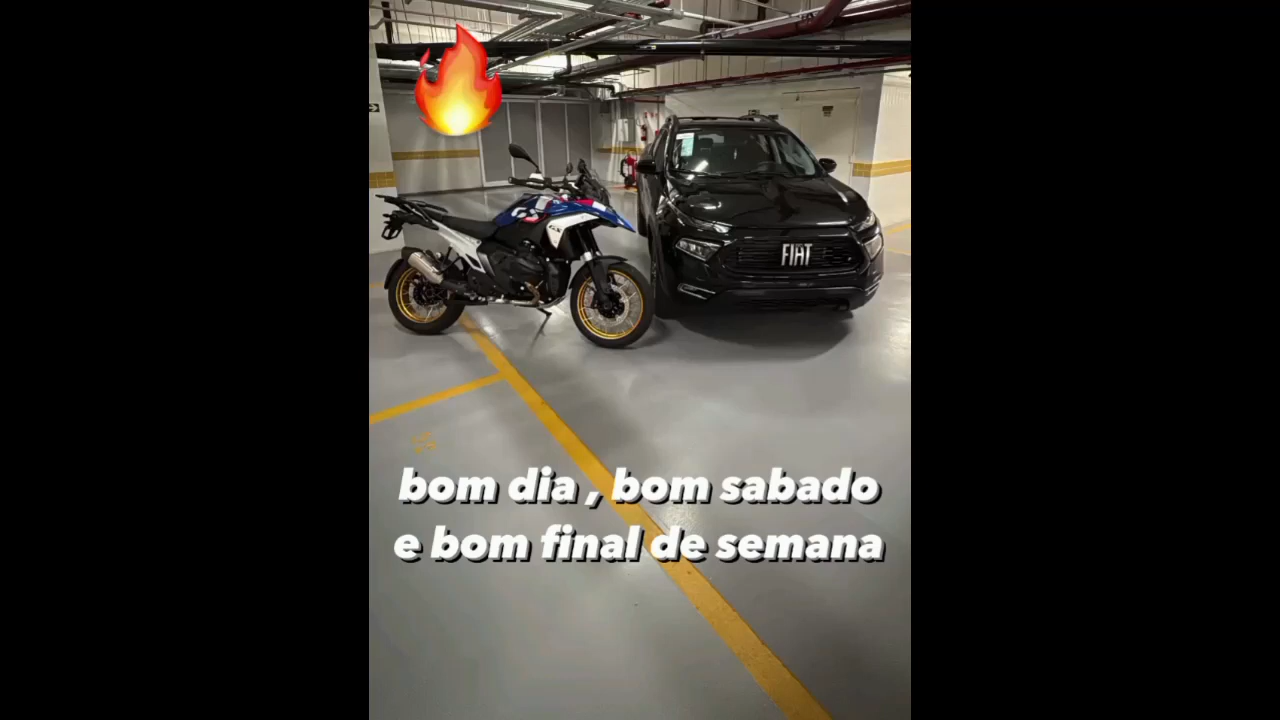 FIAT
bom dia , bom sabado
e bom final de semana